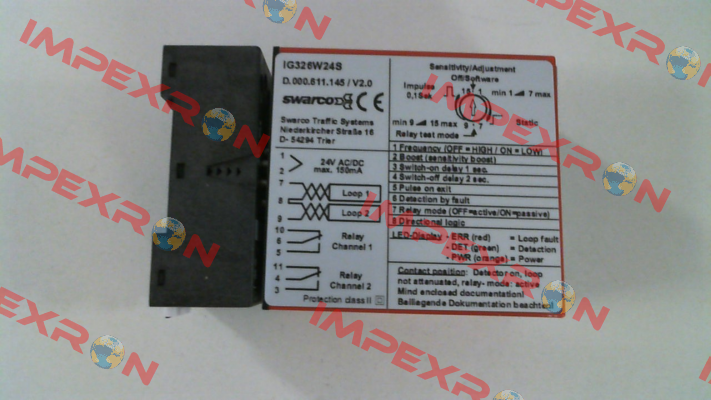 IG326W24S
D.000.611.145 / V2.0
swarco CE
Swarco Traffic Systems
Niederkircher Straße 16
D- 54294 Trier
1
2
24V AC/DC
max. 150mA
7
8
9
Loop 1
Loop 2
10
6
5
Relay
Channel 1
11
4
3
Relay
Channel 2
Protection class II
Sensitivity/Adjustment
Off/Software
Impulse
0,1 Sek
15 1
min 1 7 max
min 9 15 max
9 7
Static
Relay test mode
1 Frequency (OFF = HIGH / ON = LOW)
2 Boost (sensitivity boost)
3 Switch-on delay 1 sec.
4 Switch-off delay 2 sec.
5 Pulse on exit
6 Detection by fault
7 Relay mode (OFF=active/ON=passive)
8 Directional logic
LED-Display - ERR (red) = Loop fault
- DET (green) = Detection
- PWR (orange) = Power
Contact position: Detector on, loop
not attenuated, relay- mode: active
Mind enclosed documentation!
Beiliegende Dokumentation beachten!
IMPEXRON
IMPEXRON
IMPEXRON
IMPEXRON
IMPEXRON